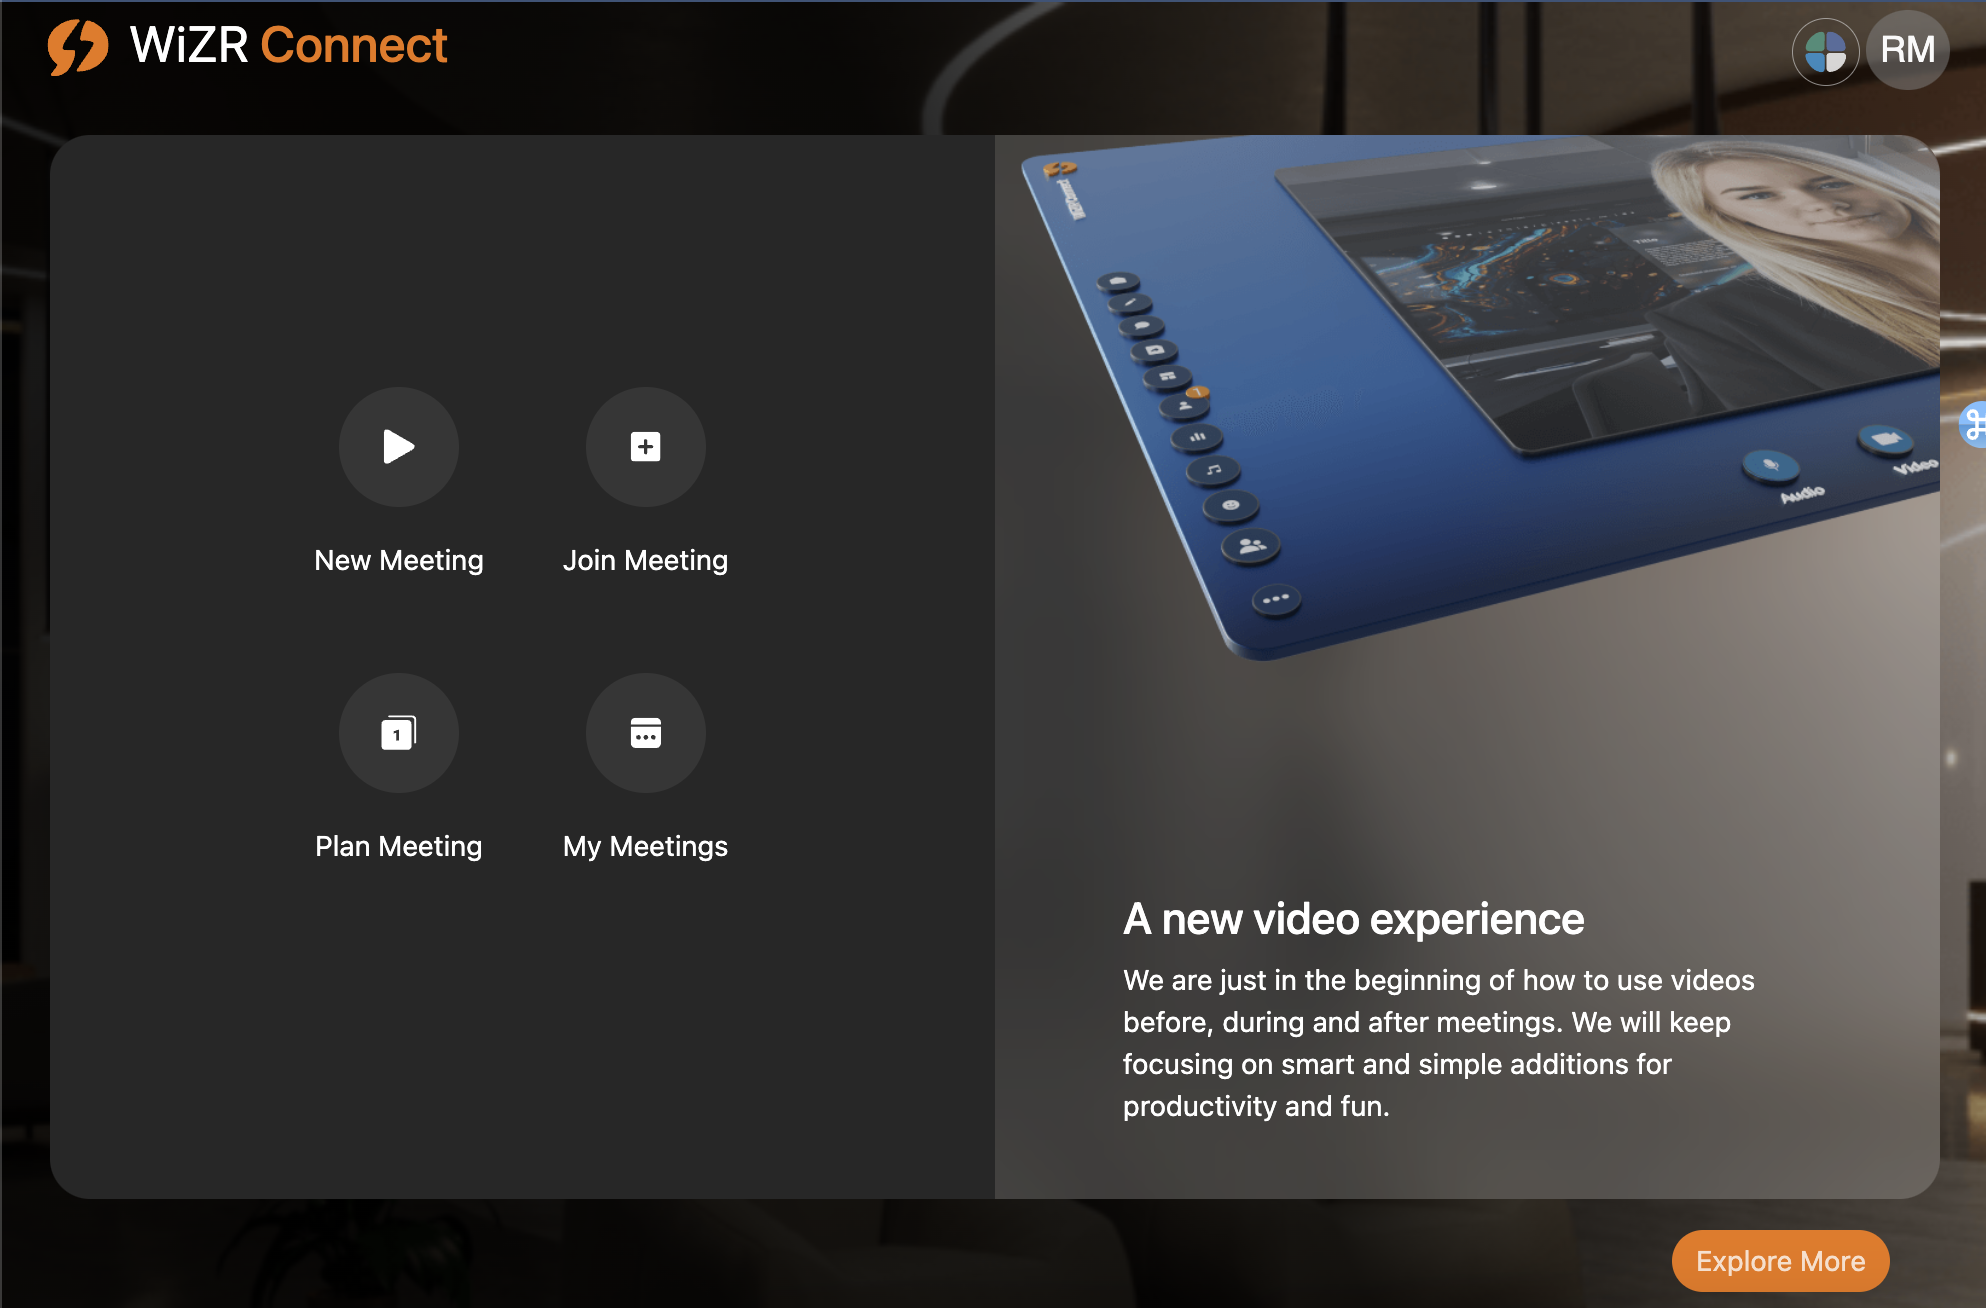 WiZR Connect
RM
New Meeting
Join Meeting
Plan Meeting
My Meetings
1
Title
Audio
Video
A new video experience
We are just in the beginning of how to use videos
before, during and after meetings. We will keep
focusing on smart and simple additions for
productivity and fun.
Explore More